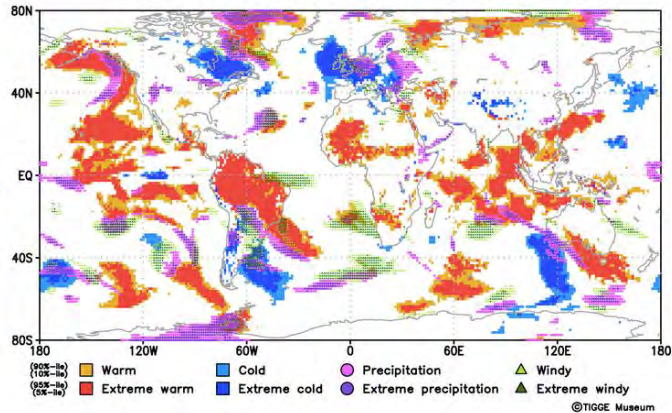 80N
40N
EQ
40S
80S
180 120W 60W 0 60E 120E 180
(90%-ile) (10%-ile) Warm Cold Precipitation Windy
(95%-ile) (5%-ile) Extreme warm Extreme cold Extreme precipitation Extreme windy
©TIGGE Museum